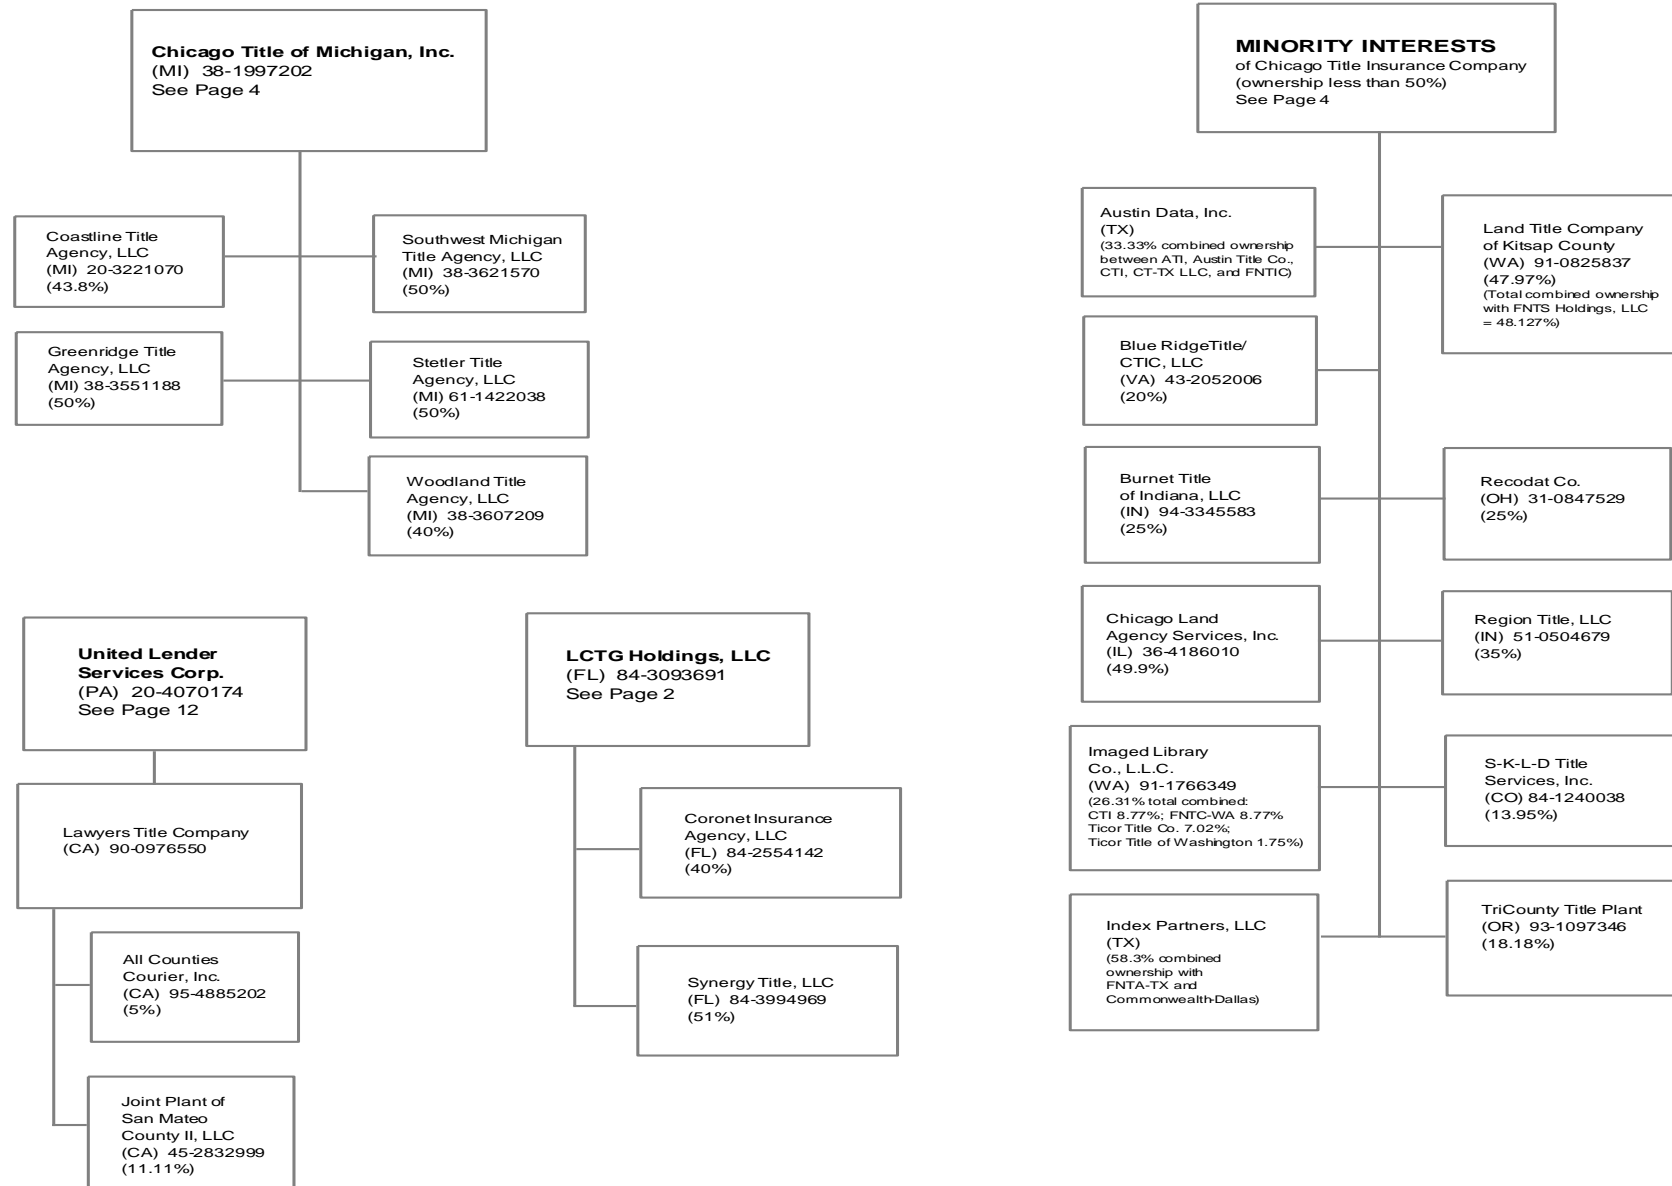 Chicago Title of Michigan, Inc.
(MI) 38-1997202
See Page 4
Coastline Title
Agency, LLC
(MI) 20-3221070
(43.8%)
Southwest Michigan
Title Agency, LLC
(MI) 38-3621570
(50%)
Greenridge Title
Agency, LLC
(MI) 38-3551188
(50%)
Stetler Title
Agency, LLC
(MI) 61-1422038
(50%)
Woodland Title
Agency, LLC
(MI) 38-3607209
(40%)
United Lender
Services Corp.
(PA) 20-4070174
See Page 12
Lawyers Title Company
(CA) 90-0976550
All Counties
Courier, Inc.
(CA) 95-4885202
(5%)
Joint Plant of
San Mateo
County II, LLC
(CA) 45-2832999
(11.11%)
LCTG Holdings, LLC
(FL) 84-3093691
See Page 2
Coronet Insurance
Agency, LLC
(FL) 84-2554142
(40%)
Synergy Title, LLC
(FL) 84-3994969
(51%)
MINORITY INTERESTS
of Chicago Title Insurance Company
(ownership less than 50%)
See Page 4
Austin Data, Inc.
(TX)
(33.33% combined ownership
between ATI, Austin Title Co.,
CTI, CT-TX LLC, and FNTIC)
Land Title Company
of Kitsap County
(WA) 91-0825837
(47.97%)
(Total combined ownership
with FNTS Holdings, LLC
= 48.127%)
Blue RidgeTitle/
CTIC, LLC
(VA) 43-2052006
(20%)
Burnet Title
of Indiana, LLC
(IN) 94-3345583
(25%)
Recodat Co.
(OH) 31-0847529
(25%)
Chicago Land
Agency Services, Inc.
(IL) 36-4186010
(49.9%)
Region Title, LLC
(IN) 51-0504679
(35%)
Imaged Library
Co., L.L.C.
(WA) 91-1766349
(26.31% total combined:
CTI 8.77%; FNTC-WA 8.77%
Ticor Title Co. 7.02%;
Ticor Title of Washington 1.75%)
S-K-L-D Title
Services, Inc.
(CO) 84-1240038
(13.95%)
Index Partners, LLC
(TX)
(58.3% combined
ownership with
FNTA-TX and
Commonwealth-Dallas)
TriCounty Title Plant
(OR) 93-1097346
(18.18%)